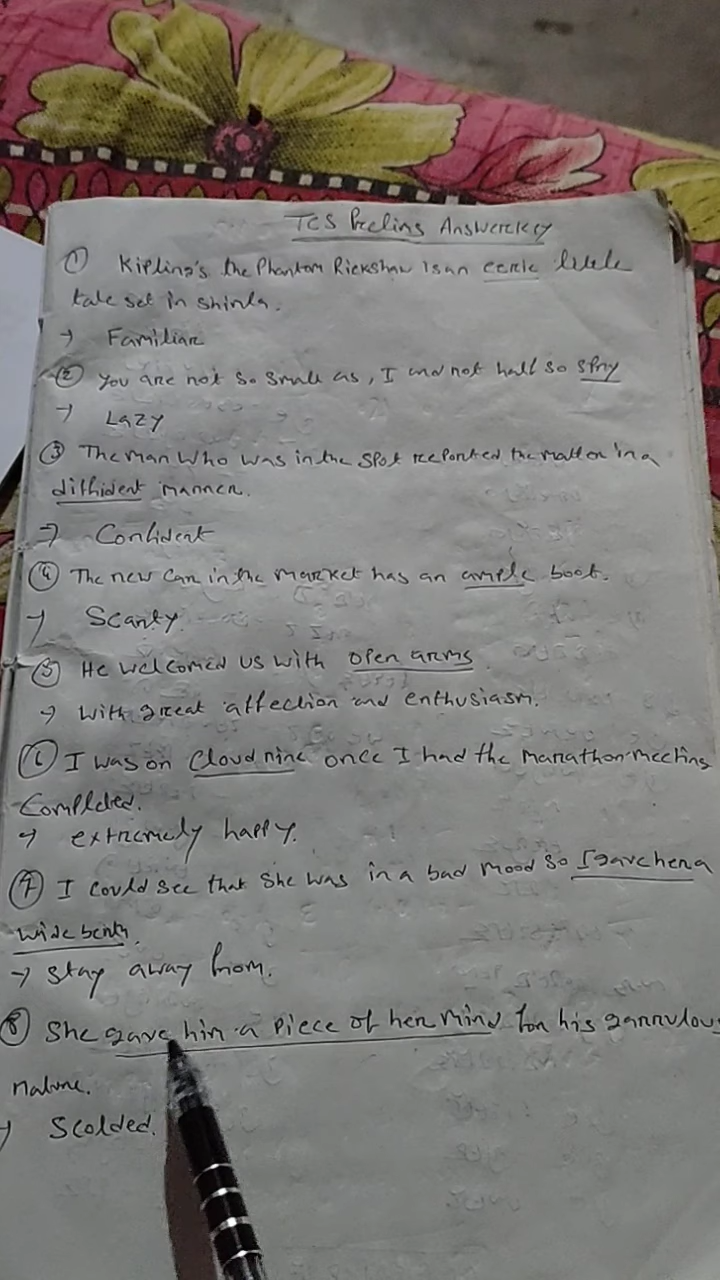 TCS Prelims Answerkey
① Kipling's the Phantom Rickshaw is an eerie little
tale set in shimla.
→ Familiar
② You are not so small as, I and not half so spry
→ Lazy
③ The man who was in the spot reported the matter in a
diffident manner.
→ Confident
④ The new car in the market has an ample boot.
→ Scanty.
⑤ He welcomed us with open arms.
→ with great affection and enthusiasm.
⑥ I was on cloud nine once I had the marathon meeting
Completed.
→ extremely happy.
⑦ I could see that she was in a bad mood so I gave her a
wide berth.
→ stay away from.
⑧ She gave him a piece of her mind for his garrulous
nature.
→ Scolded.